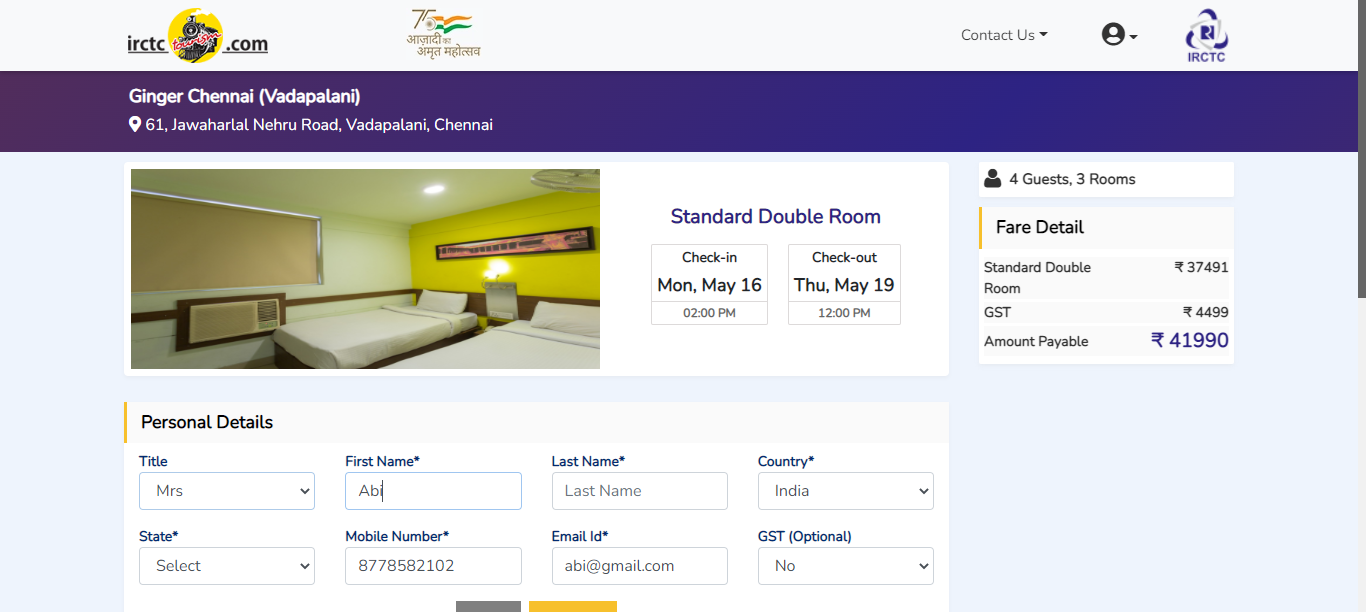 irctc tourism .com
75
आज़ादी का
अमृत महोत्सव
Contact Us
IRCTC
Ginger Chennai (Vadapalani)
61, Jawaharlal Nehru Road, Vadapalani, Chennai
Standard Double Room
Check-in
Mon, May 16
02:00 PM
Check-out
Thu, May 19
12:00 PM
4 Guests, 3 Rooms
Fare Detail
Standard Double Room ₹ 37491
GST ₹ 4499
Amount Payable ₹ 41990
Personal Details
Title
Mrs
First Name*
Abi
Last Name*
Last Name
Country*
India
State*
Select
Mobile Number*
8778582102
Email Id*
abi@gmail.com
GST (Optional)
No